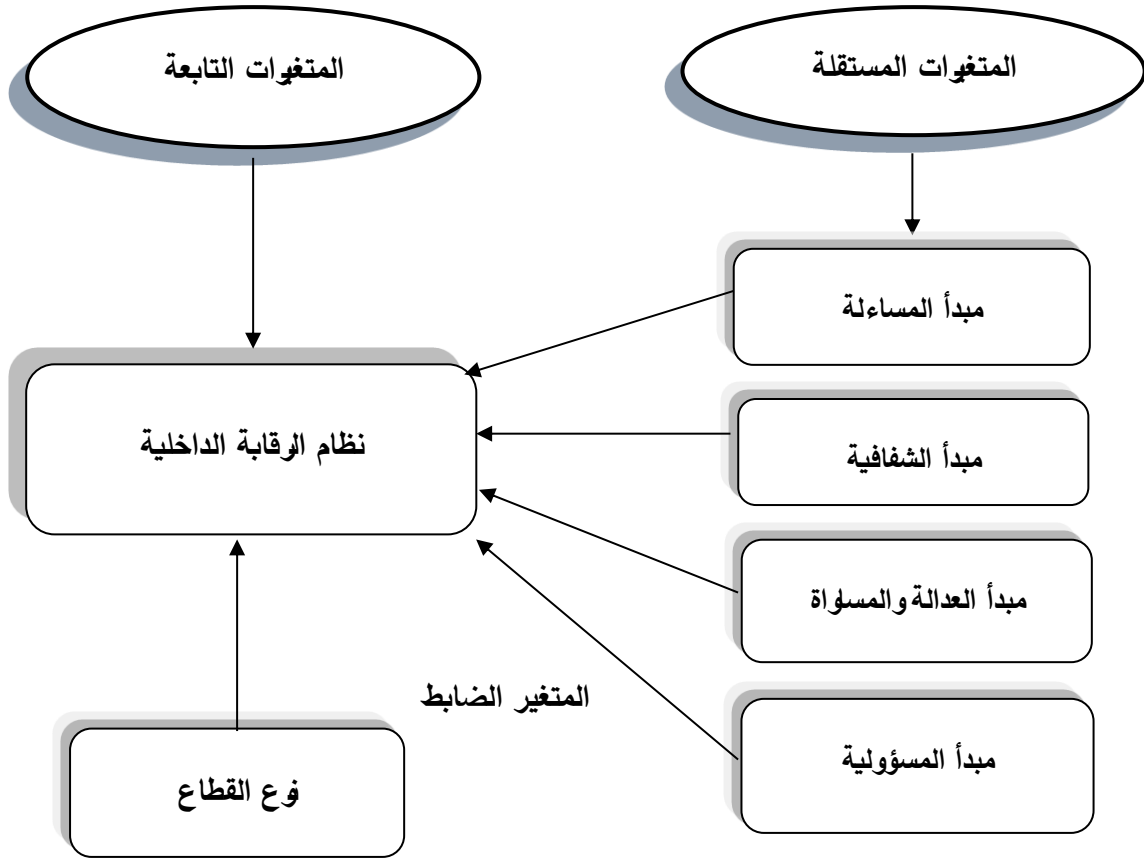 المتغيرات المستقلة
المتغيرات التابعة
مبدأ المساءلة
مبدأ الشفافية
نظام الرقابة الداخلية
مبدأ العدالة والمساواة
المتغير الضابط
مبدأ المسؤولية
نوع القطاع